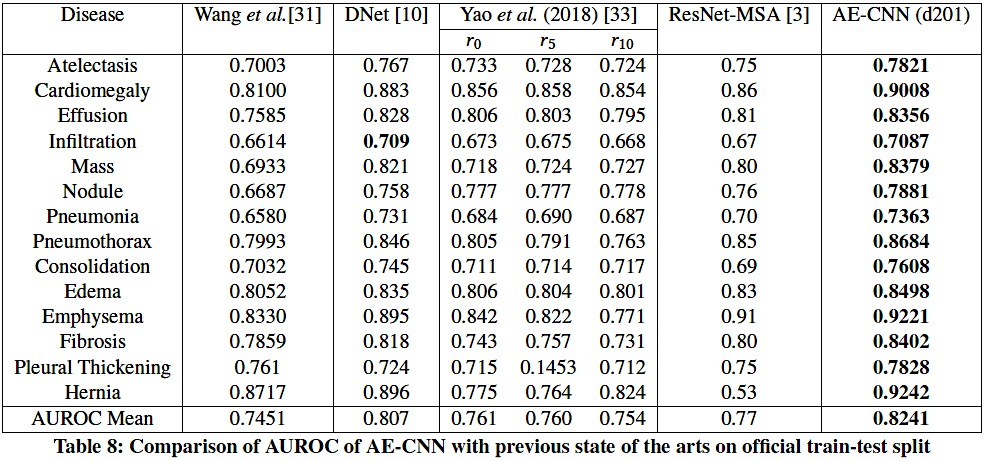 Disease Wang et al.[31] DNet [10] Yao et al. (2018) [33] ResNet-MSA [3] AE-CNN (d201)
r0 r5 r10
Atelectasis 0.7003 0.767 0.733 0.728 0.724 0.75 0.7821
Cardiomegaly 0.8100 0.883 0.856 0.858 0.854 0.86 0.9008
Effusion 0.7585 0.828 0.806 0.803 0.795 0.81 0.8356
Infiltration 0.6614 0.709 0.673 0.675 0.668 0.67 0.7087
Mass 0.6933 0.821 0.718 0.724 0.727 0.80 0.8379
Nodule 0.6687 0.758 0.777 0.777 0.778 0.76 0.7881
Pneumonia 0.6580 0.731 0.684 0.690 0.687 0.70 0.7363
Pneumothorax 0.7993 0.846 0.805 0.791 0.763 0.85 0.8684
Consolidation 0.7032 0.745 0.711 0.714 0.717 0.69 0.7608
Edema 0.8052 0.835 0.806 0.804 0.801 0.83 0.8498
Emphysema 0.8330 0.895 0.842 0.822 0.771 0.91 0.9221
Fibrosis 0.7859 0.818 0.743 0.757 0.731 0.80 0.8402
Pleural Thickening 0.761 0.724 0.715 0.1453 0.712 0.75 0.7828
Hernia 0.8717 0.896 0.775 0.764 0.824 0.53 0.9242
AUROC Mean 0.7451 0.807 0.761 0.760 0.754 0.77 0.8241
Table 8: Comparison of AUROC of AE-CNN with previous state of the arts on official train-test split